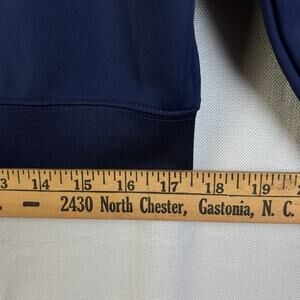 3 14 15 16 17 18 19 2
. – 2430 North Chester, Gastonia, N. C.